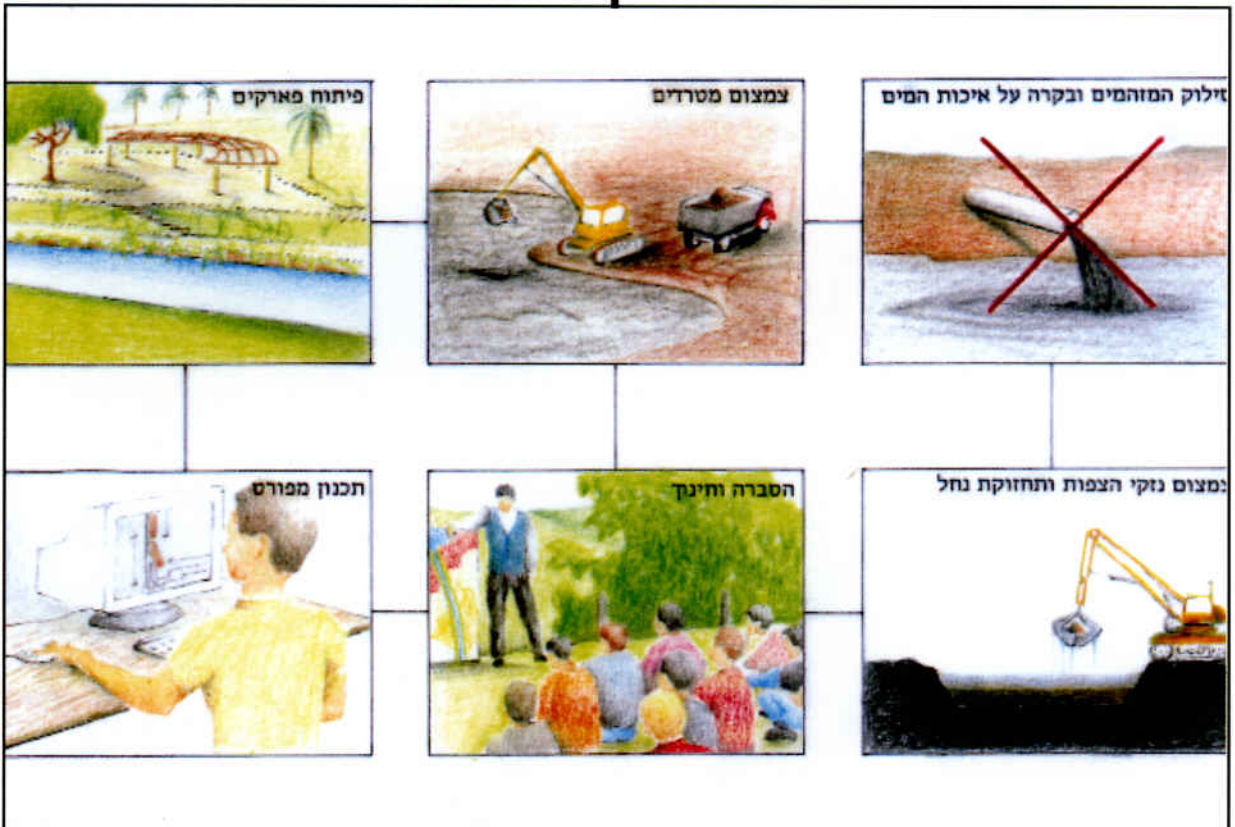 סילוק המזהמים ובקרה על איכות המים
צמצום מטרדים
פיתוח פארקים
צמצום נזקי הצפות ותחזוקת נחל
הסברה וחינוך
תכנון מפורט